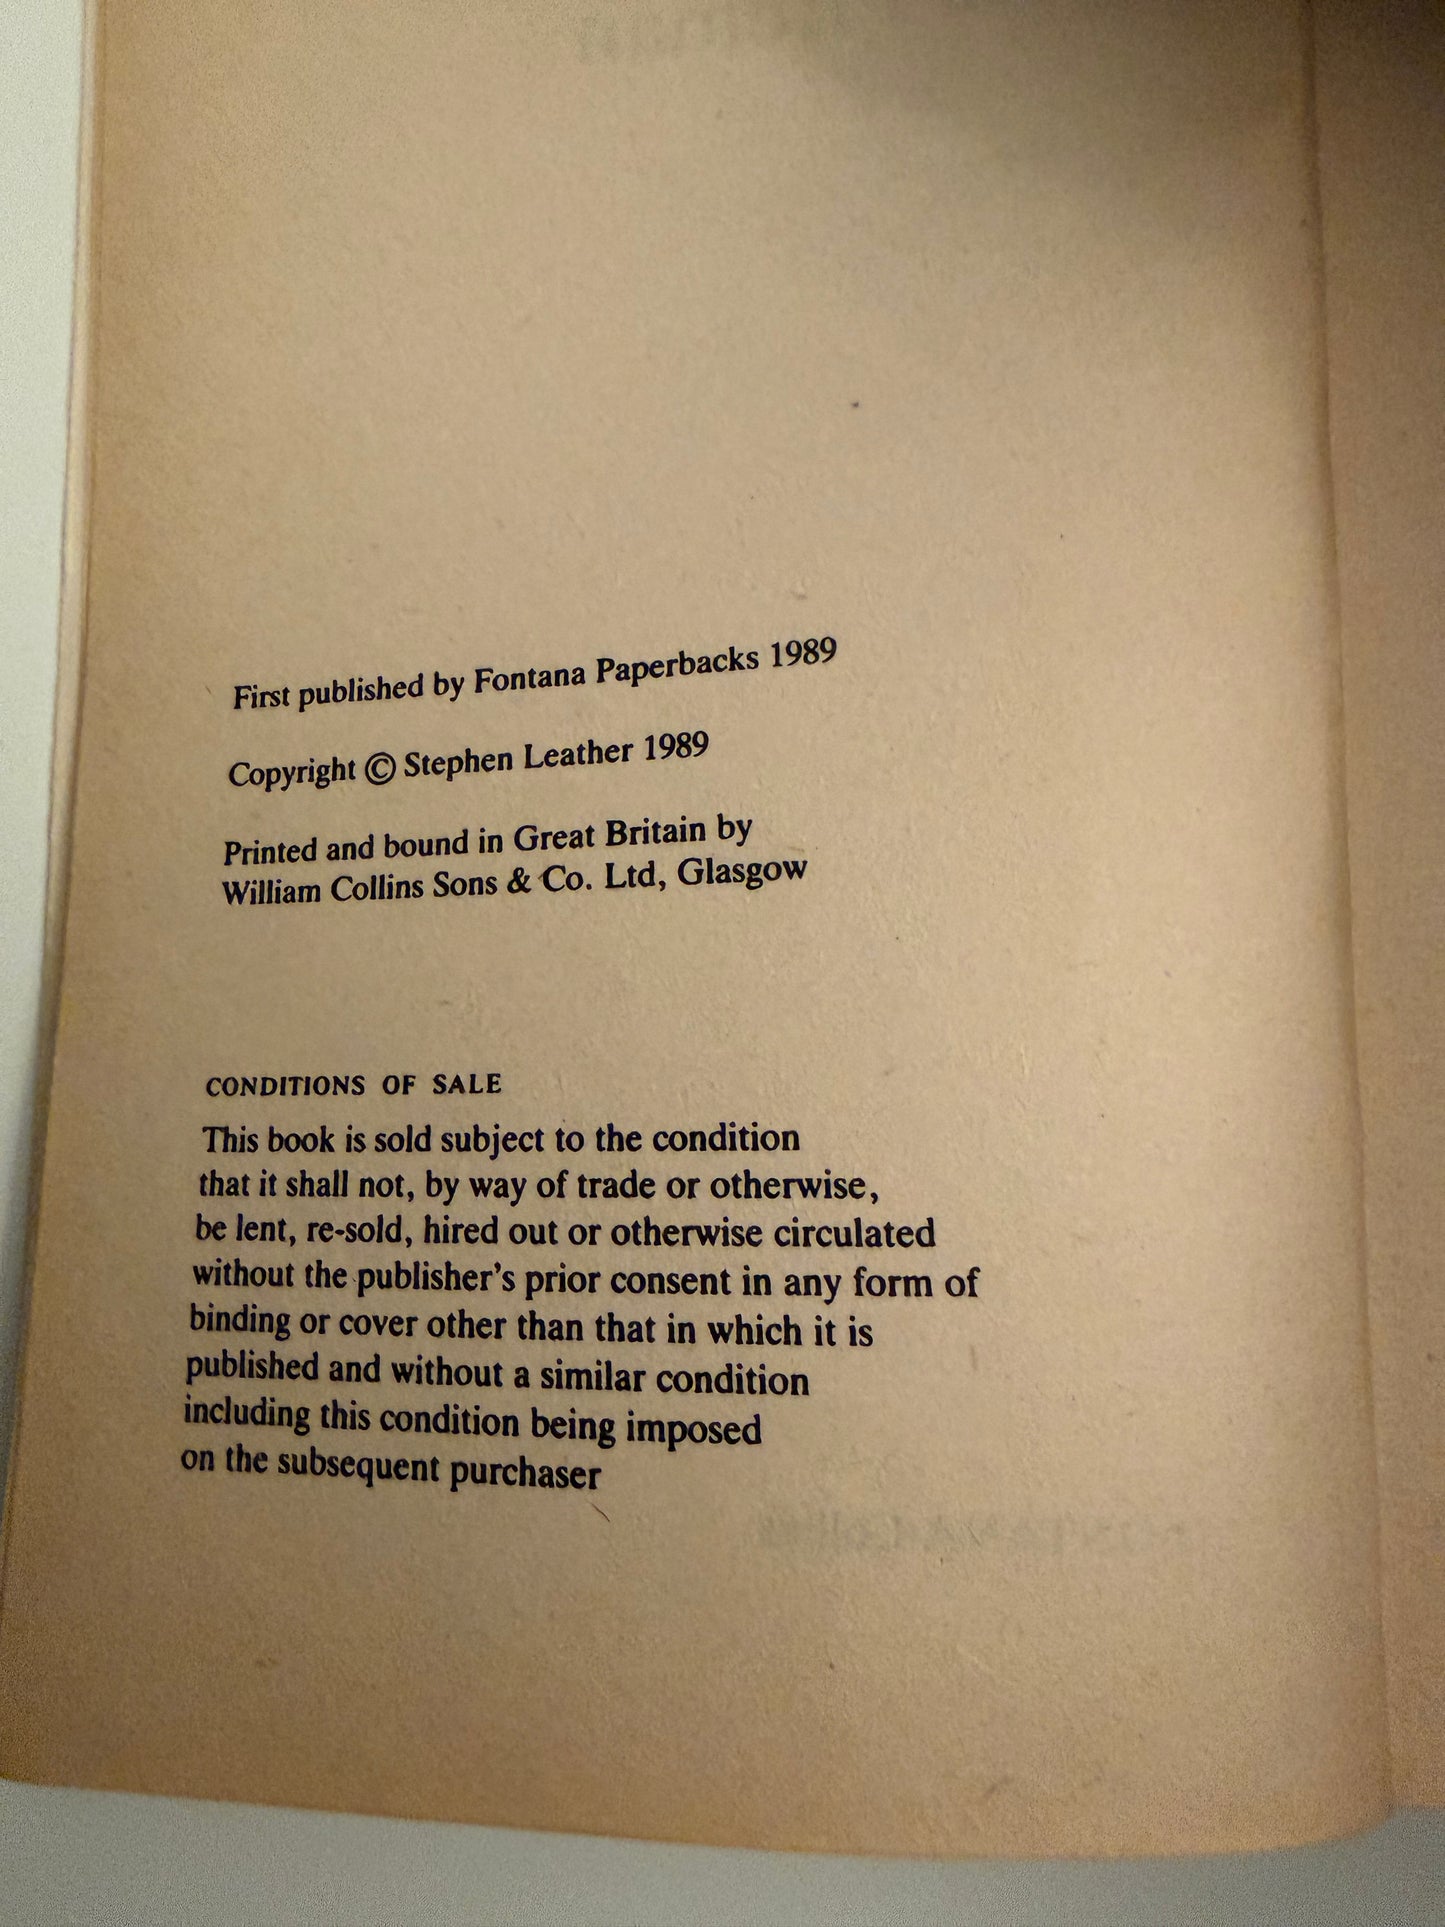 First published by Fontana Paperbacks 1989
Copyright © Stephen Leather 1989
Printed and bound in Great Britain by
William Collins Sons & Co. Ltd, Glasgow
CONDITIONS OF SALE
This book is sold subject to the condition
that it shall not, by way of trade or otherwise,
be lent, re-sold, hired out or otherwise circulated
without the publisher's prior consent in any form of
binding or cover other than that in which it is
published and without a similar condition
including this condition being imposed
on the subsequent purchaser